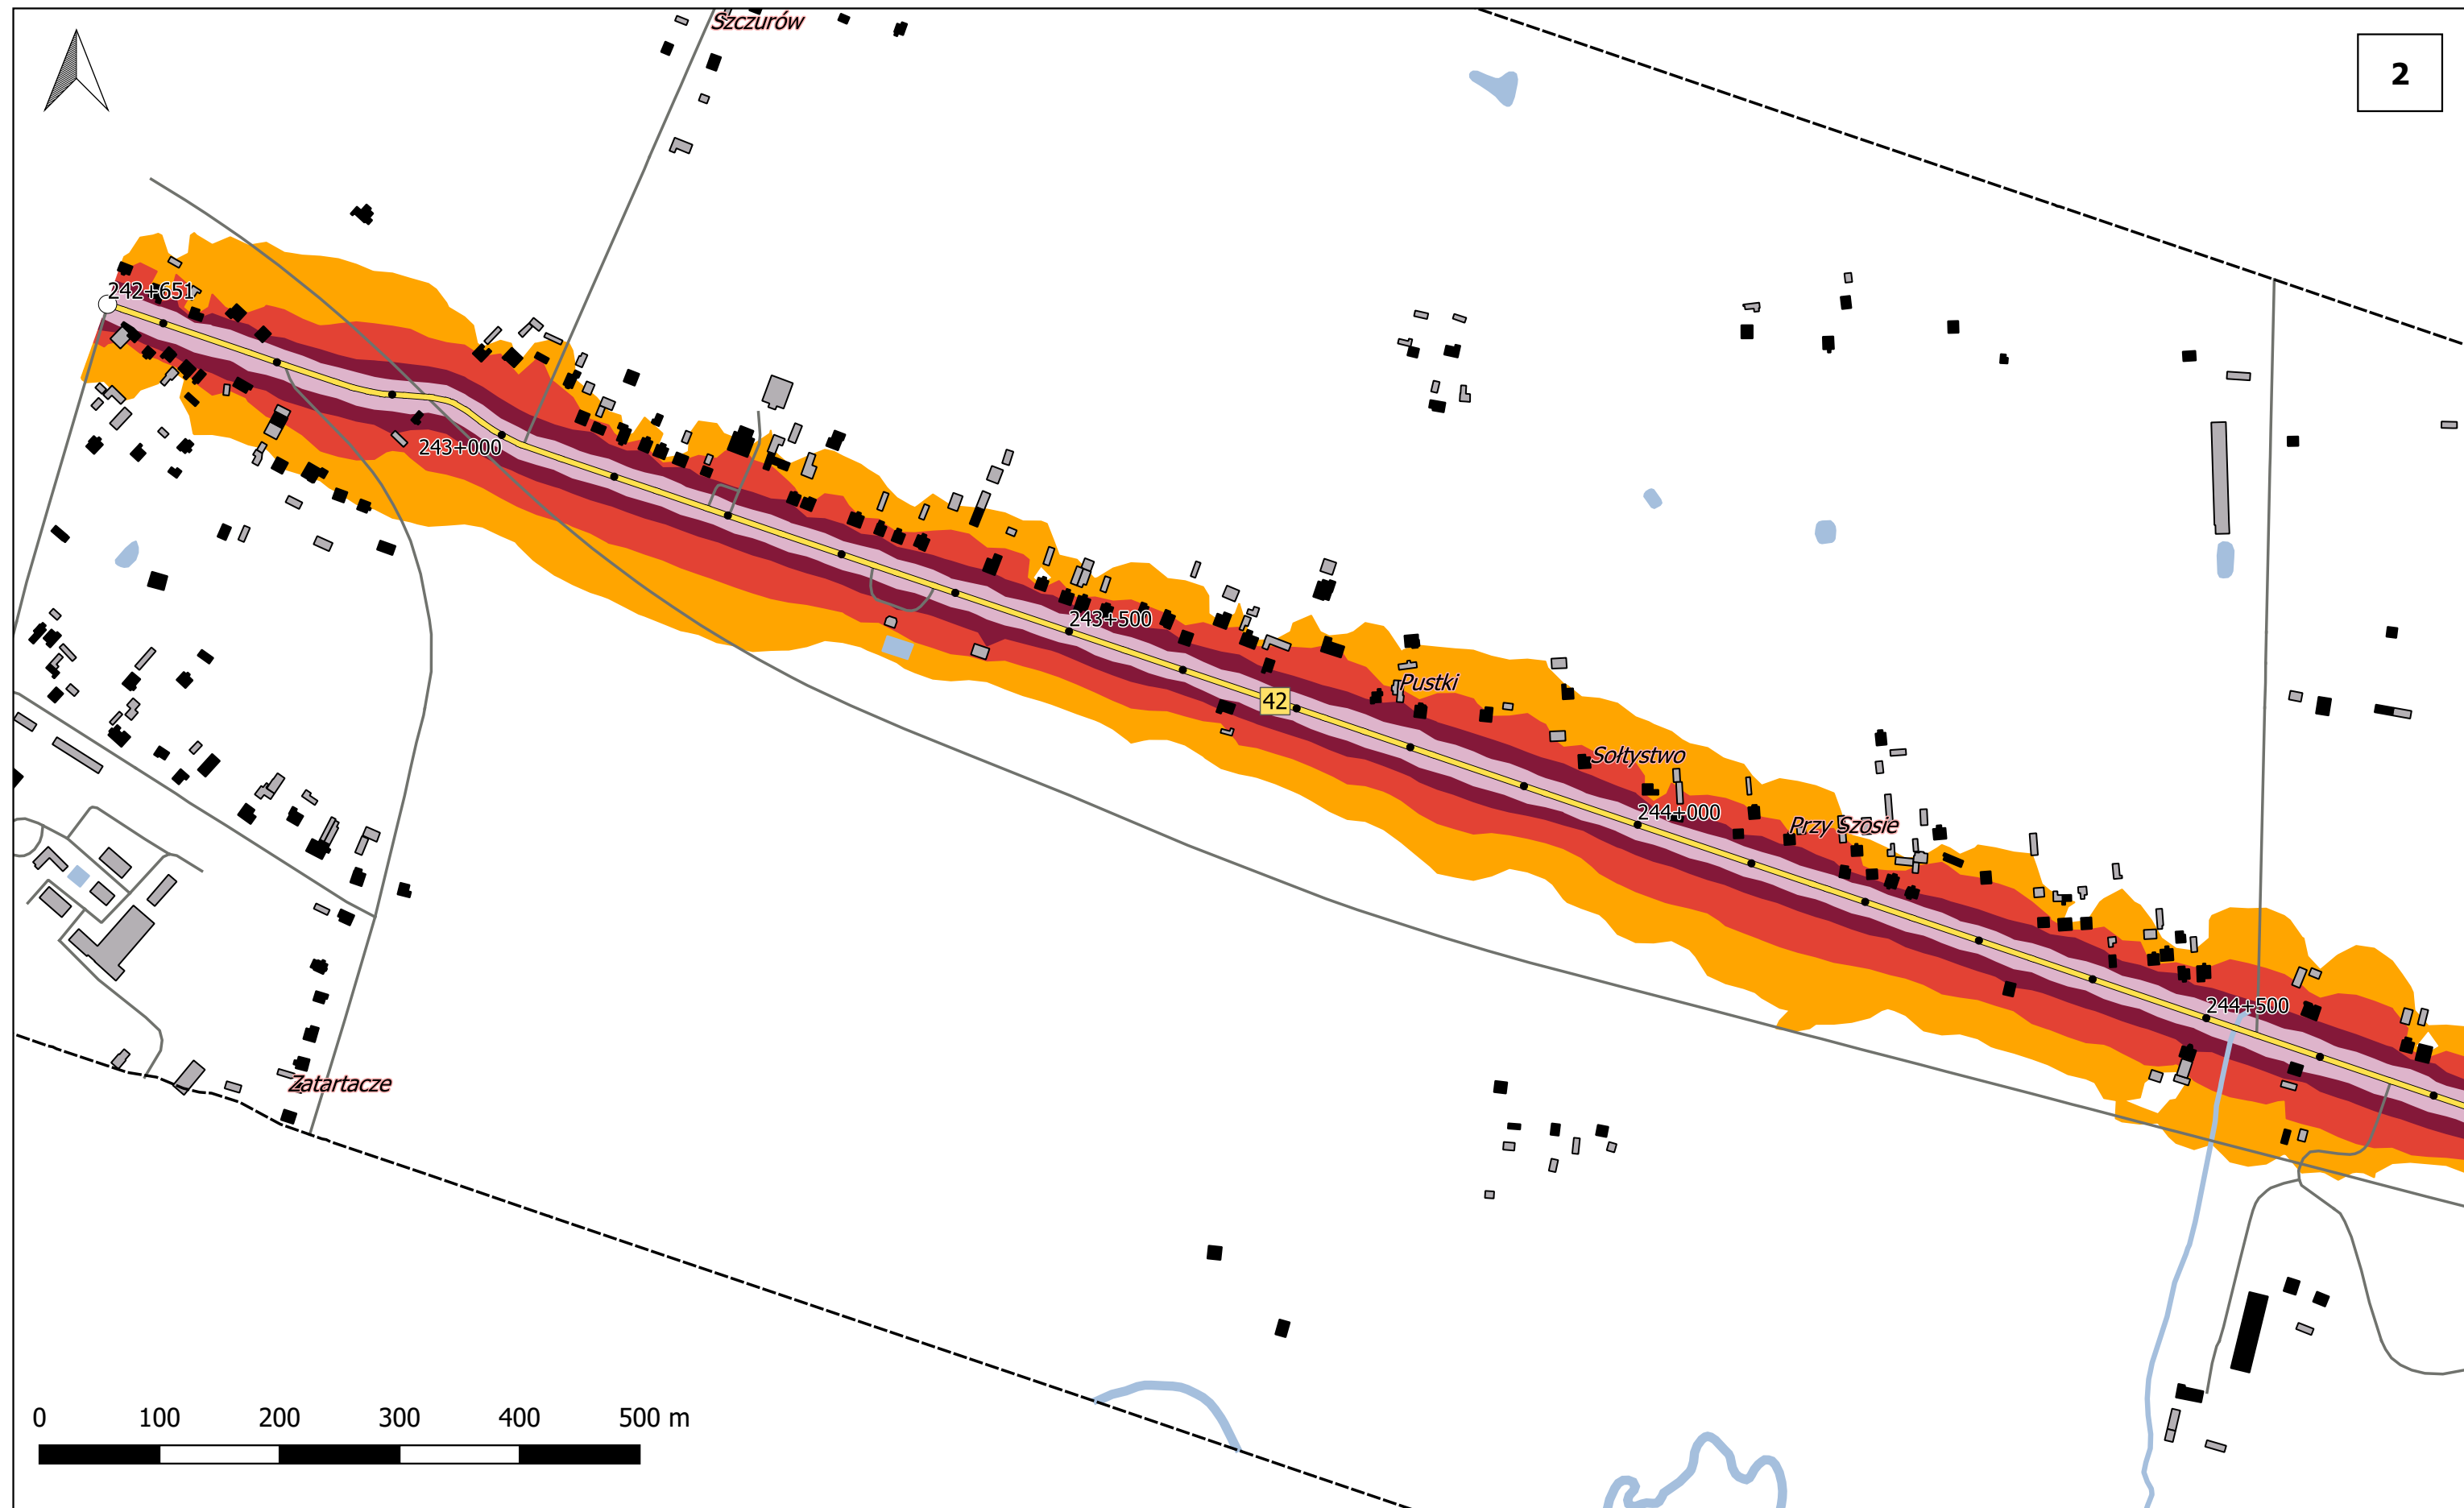 Szczurów
2
242+651
243+000
243+500
42
Pustki
Sołtystwo
244+000
Przy Szosie
244+500
Zatartacze
0 100 200 300 400 500 m